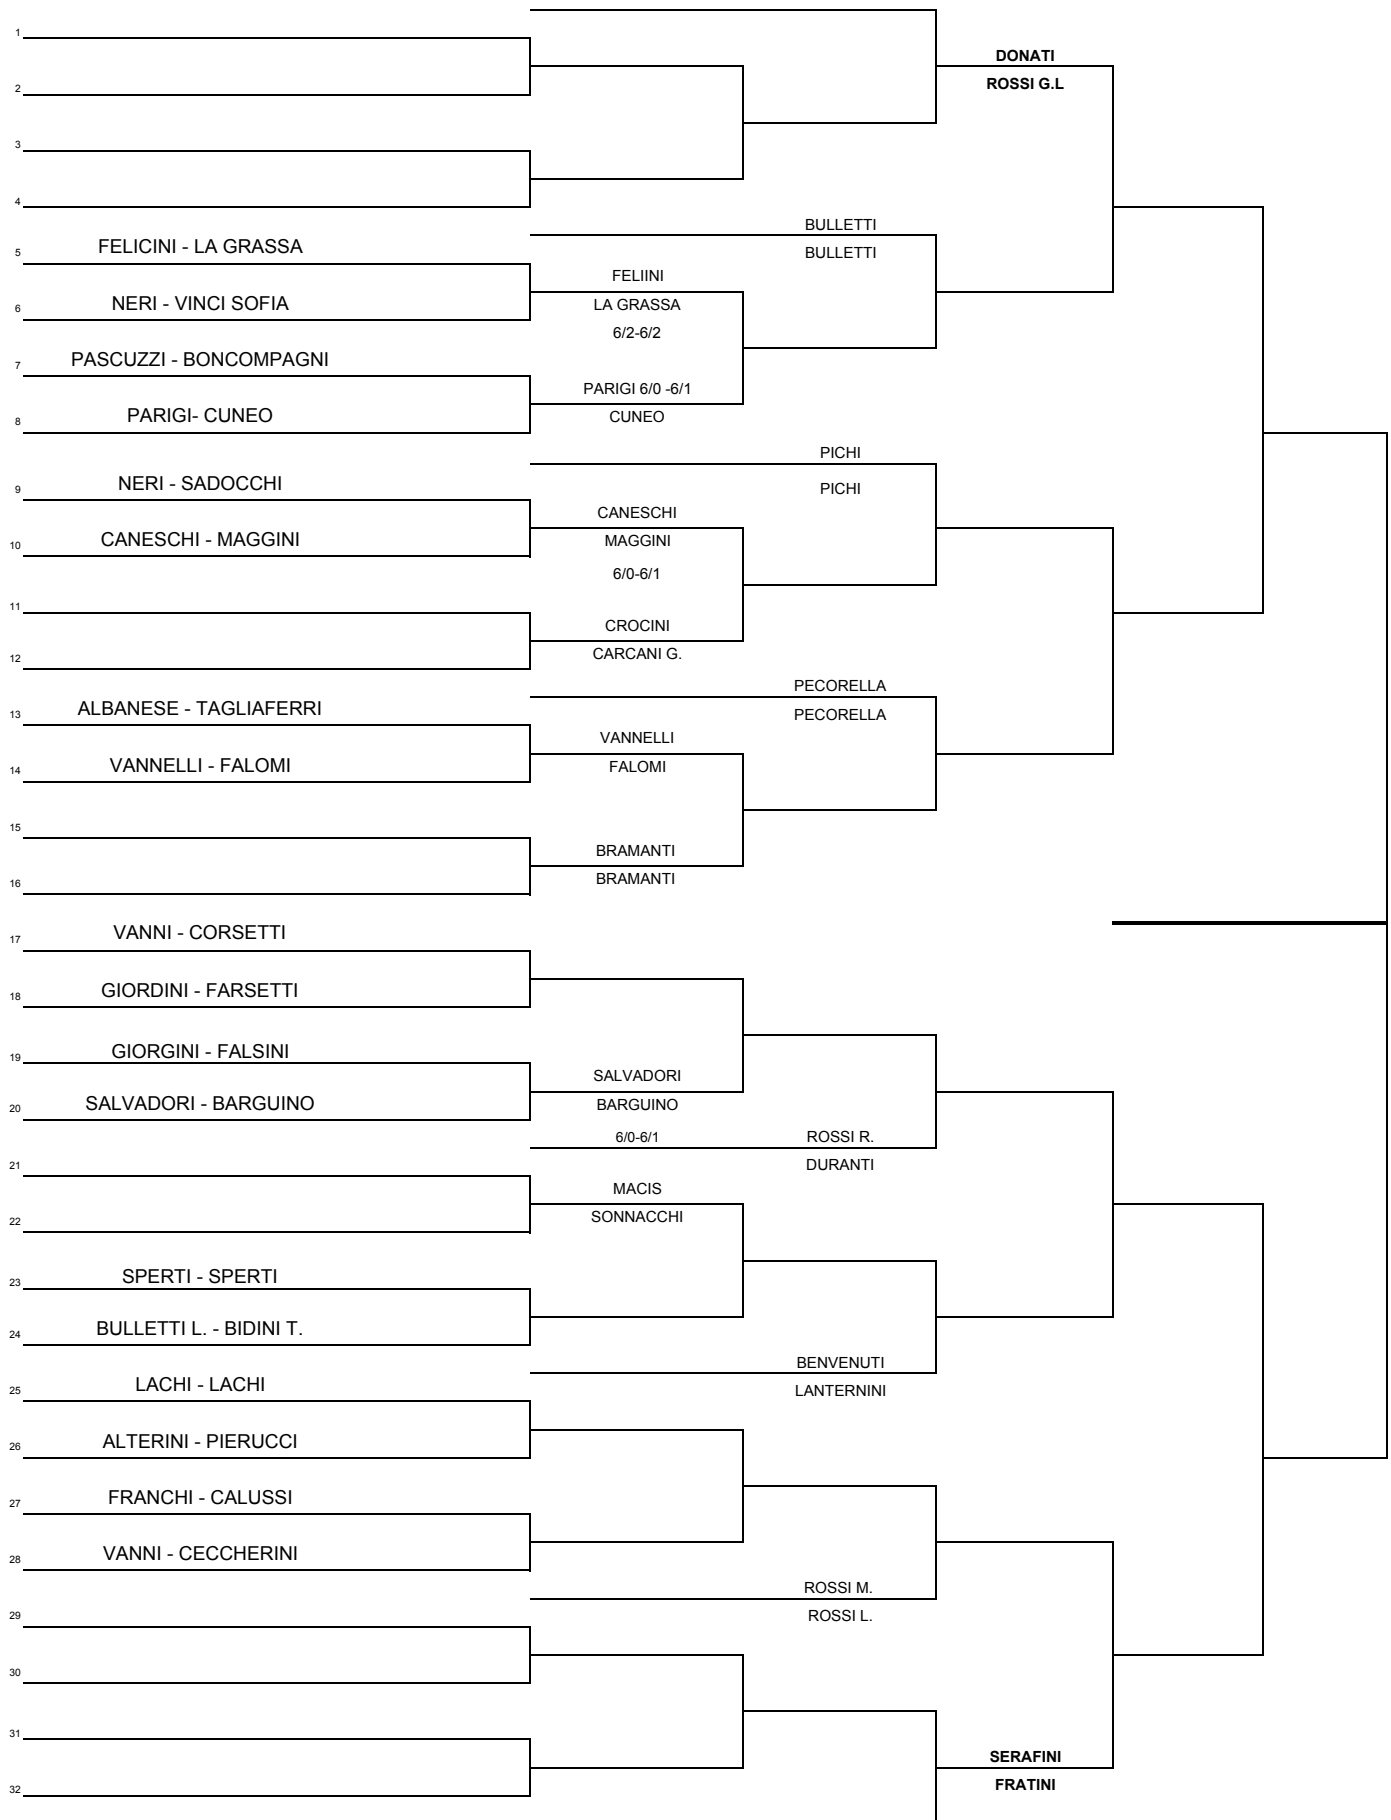 1
DONATI
2
ROSSI G.L
3
4
BULLETTI
5 FELICINI - LA GRASSA
BULLETTI
FELIINI
6 NERI - VINCI SOFIA
LA GRASSA
6/2-6/2
7 PASCUZZI - BONCOMPAGNI
PARIGI 6/0 -6/1
8 PARIGI- CUNEO
CUNEO
PICHI
9 NERI - SADOCCHI
PICHI
CANESCHI
10 CANESCHI - MAGGINI
MAGGINI
6/0-6/1
11
CROCINI
12
CARCANI G.
PECORELLA
13 ALBANESE - TAGLIAFERRI
PECORELLA
VANNELLI
14 VANNELLI - FALOMI
FALOMI
15
BRAMANTI
16
BRAMANTI
17 VANNI - CORSETTI
18 GIORDINI - FARSETTI
19 GIORGINI - FALSINI
SALVADORI
20 SALVADORI - BARGUINO
BARGUINO
6/0-6/1
ROSSI R.
21
DURANTI
MACIS
22
SONNACCHI
23 SPERTI - SPERTI
24 BULLETTI L. - BIDINI T.
BENVENUTI
25 LACHI - LACHI
LANTERNINI
26 ALTERINI - PIERUCCI
27 FRANCHI - CALUSSI
28 VANNI - CECCHERINI
ROSSI M.
29
ROSSI L.
30
31
SERAFINI
32
FRATINI